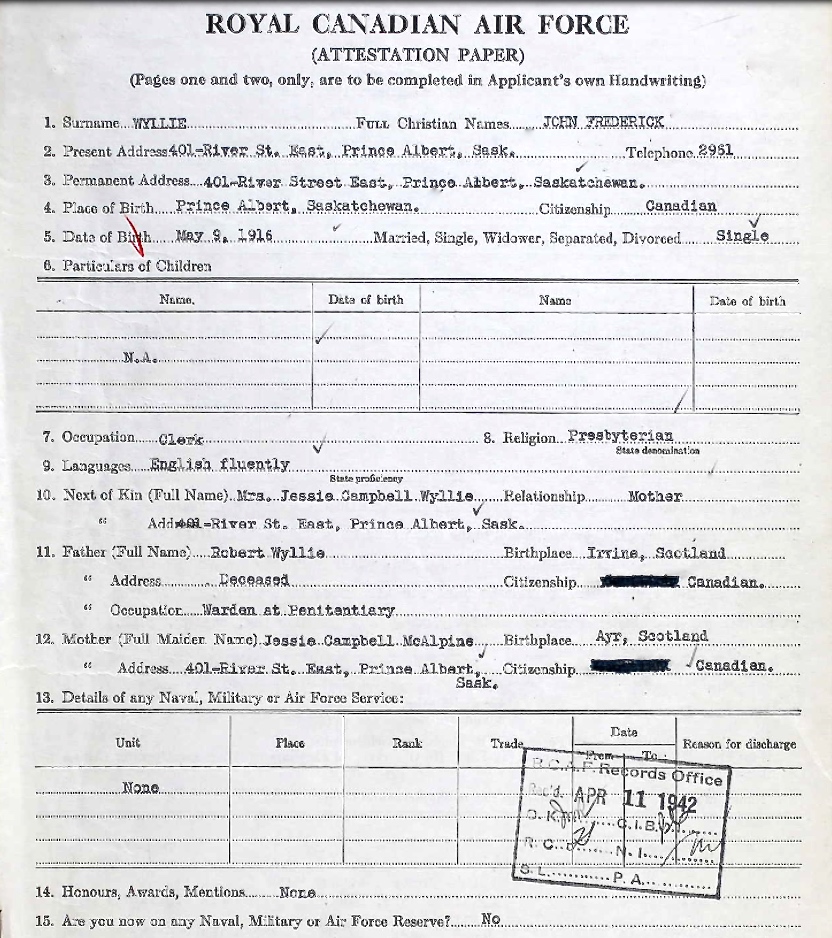 ROYAL CANADIAN AIR FORCE
(ATTESTATION PAPER)
(Pages one and two, only, are to be completed in Applicant's own Handwriting)
1. Surname WYLLIE FULL Christian Names JOHN FREDERICK
2. Present Address 401-River St. East, Prince Albert, Sask. Telephone 2951
3. Permanent Address 401-River Street East, Prince Albert, Saskatchewan.
4. Place of Birth Prince Albert, Saskatchewan. Citizenship Canadian
5. Date of Birth May 9, 1916 Married, Single, Widower, Separated, Divorced Single
6. Particulars of Children
Name. Date of birth Name Date of birth
N.A.
7. Occupation Clerk 8. Religion Presbyterian
State denomination
9. Languages English fluently
State proficiency
10. Next of Kin (Full Name) Mrs. Jessie Campbell Wyllie Relationship Mother
" Add 401-River St. East, Prince Albert, Sask.
11. Father (Full Name) Robert Wyllie Birthplace Irvine, Scotland
" Address Deceased Citizenship Canadian.
" Occupation Warden at Penitentiary
12. Mother (Full Maiden Name) Jessie Campbell McAlpine Birthplace Ayr, Scotland
" Address 401-River St. East, Prince Albert, Citizenship Canadian.
Sask.
13. Details of any Naval, Military or Air Force Service:
Unit Place Rank Trade Date Reason for discharge
From To
None
R.C.A.F. Records Office
Rec'd. APR 11 1942
O.K. C.I.B.
R.C. N.I.
S.L. P.A.
14. Honours, Awards, Mentions None
15. Are you now on any Naval, Military or Air Force Reserve? No